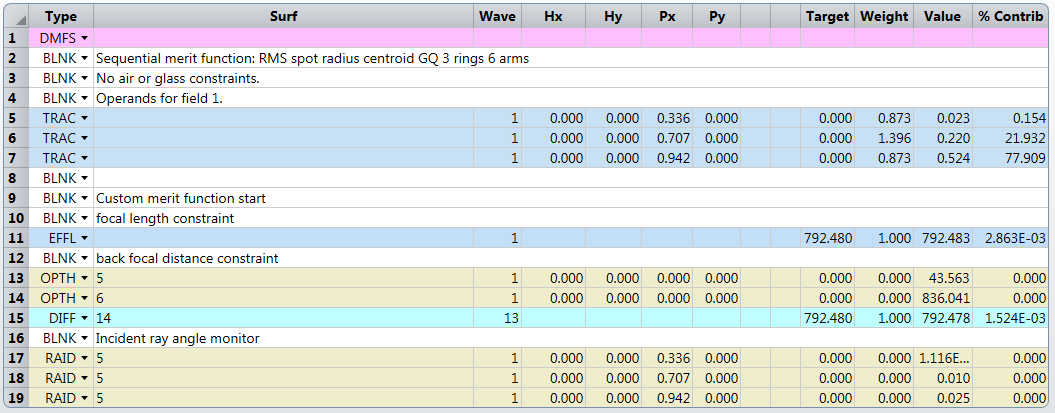 Type Surf Wave Hx Hy Px Py Target Weight Value % Contrib
1 DMFS
2 BLNK Sequential merit function: RMS spot radius centroid GQ 3 rings 6 arms
3 BLNK No air or glass constraints.
4 BLNK Operands for field 1.
5 TRAC 1 0.000 0.000 0.336 0.000 0.000 0.873 0.023 0.154
6 TRAC 1 0.000 0.000 0.707 0.000 0.000 1.396 0.220 21.932
7 TRAC 1 0.000 0.000 0.942 0.000 0.000 0.873 0.524 77.909
8 BLNK
9 BLNK Custom merit function start
10 BLNK focal length constraint
11 EFFL 1 792.480 1.000 792.483 2.863E-03
12 BLNK back focal distance constraint
13 OPTH 5 1 0.000 0.000 0.000 0.000 0.000 0.000 43.563 0.000
14 OPTH 6 1 0.000 0.000 0.000 0.000 0.000 0.000 836.041 0.000
15 DIFF 14 13 792.480 1.000 792.478 1.524E-03
16 BLNK Incident ray angle monitor
17 RAID 5 1 0.000 0.000 0.336 0.000 0.000 0.000 1.116E... 0.000
18 RAID 5 1 0.000 0.000 0.707 0.000 0.000 0.000 0.010 0.000
19 RAID 5 1 0.000 0.000 0.942 0.000 0.000 0.000 0.025 0.000